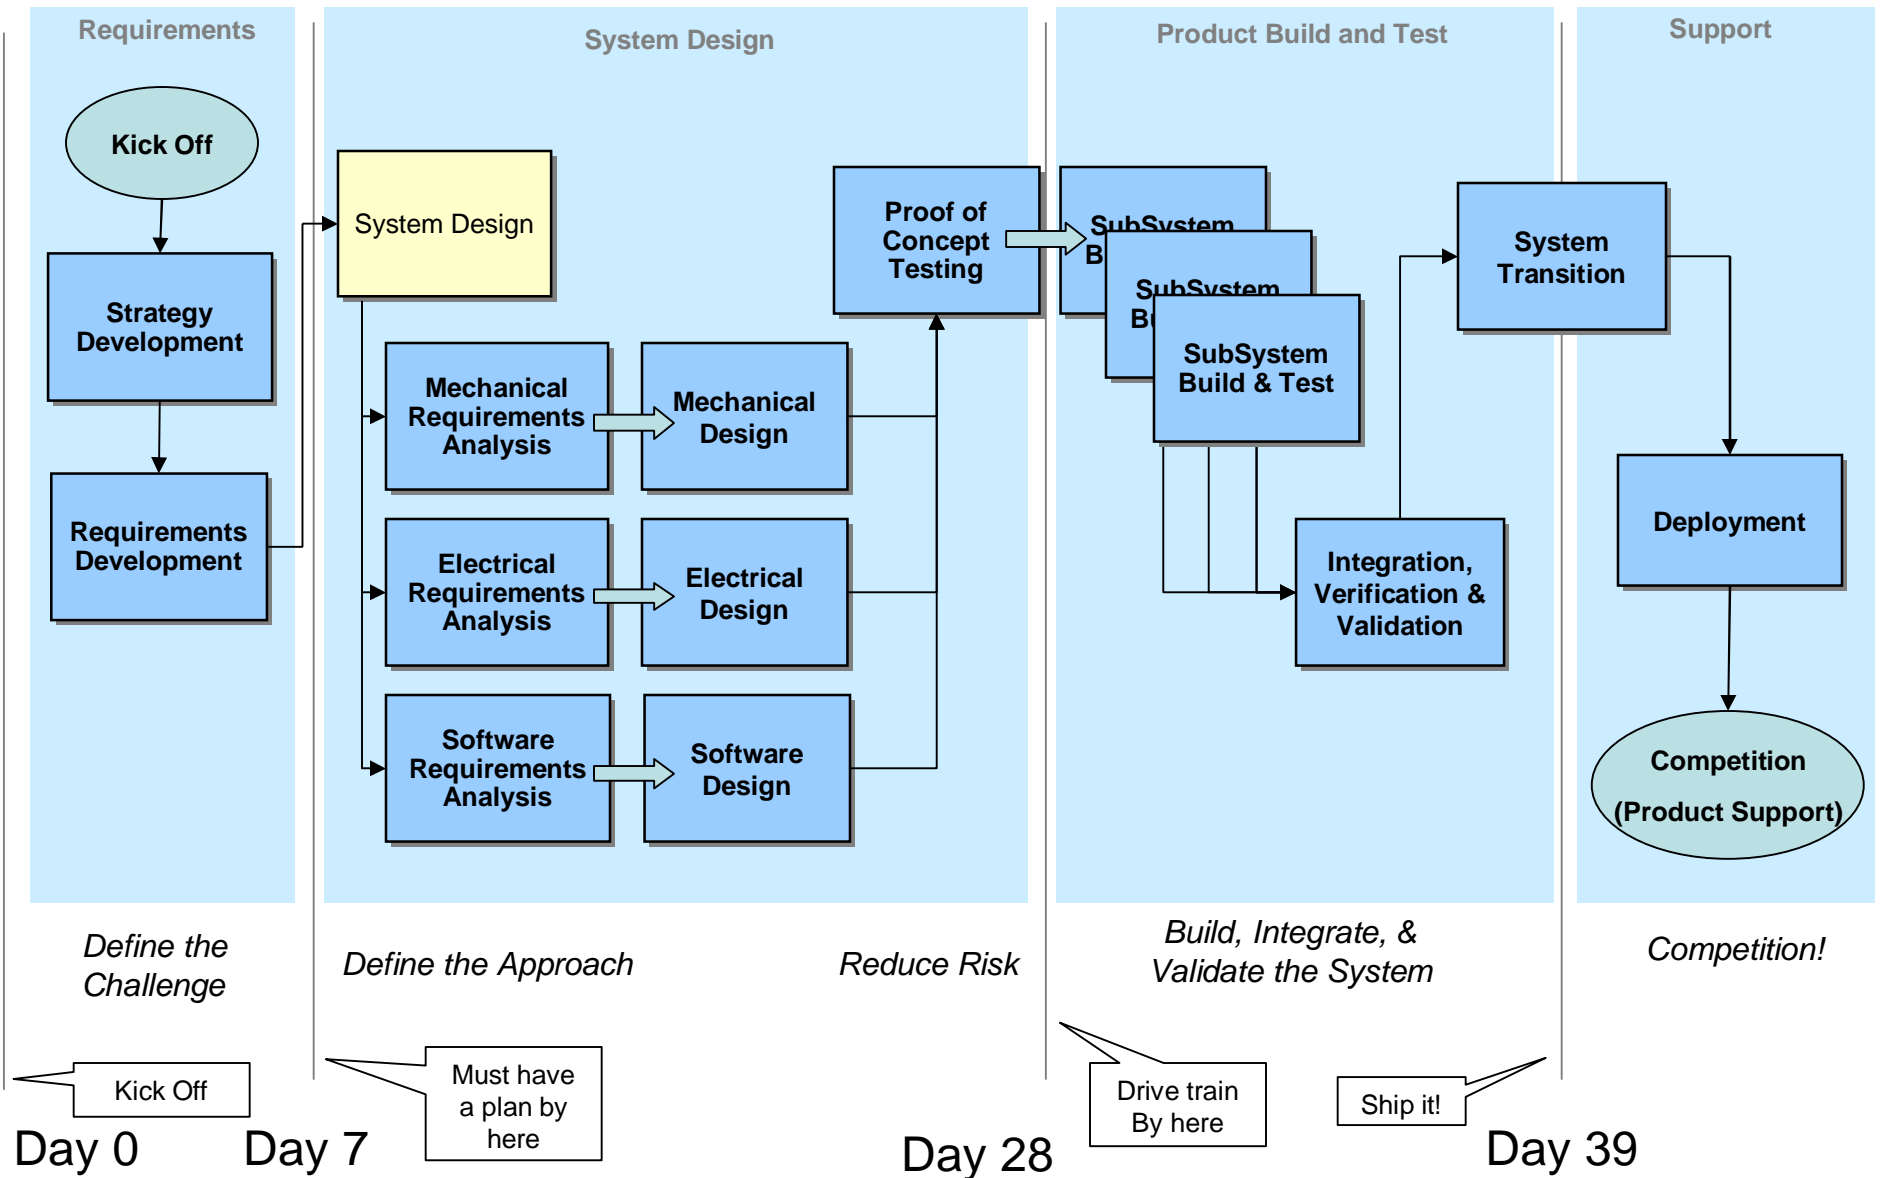 Requirements
System Design
Product Build and Test
Support
Kick Off
Strategy
Development
Requirements
Development
System Design
Mechanical
Requirements
Analysis
Mechanical
Design
Electrical
Requirements
Analysis
Electrical
Design
Software
Requirements
Analysis
Software
Design
Proof of
Concept
Testing
SubSystem
B
SubSystem
Bu
SubSystem
Build & Test
Integration,
Verification &
Validation
System
Transition
Deployment
Competition
(Product Support)
Define the
Challenge
Define the Approach
Reduce Risk
Build, Integrate, &
Validate the System
Competition!
Kick Off
Must have
a plan by
here
Drive train
By here
Ship it!
Day 0
Day 7
Day 28
Day 39